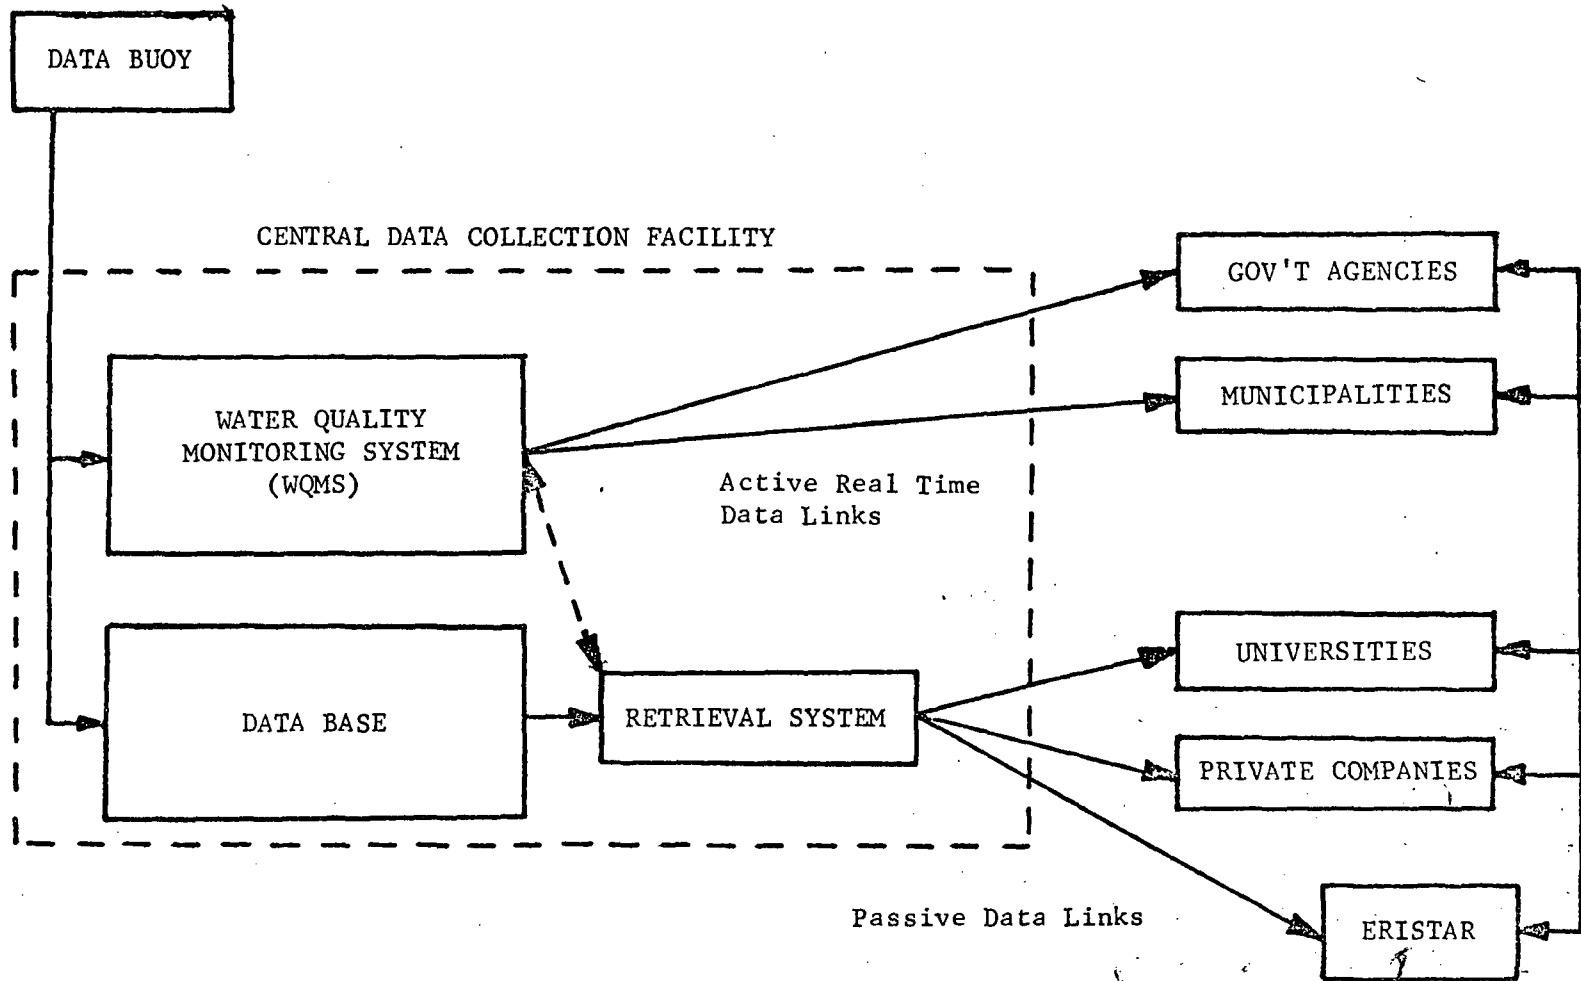 DATA BUOY
CENTRAL DATA COLLECTION FACILITY
GOV'T AGENCIES
MUNICIPALITIES
WATER QUALITY
MONITORING SYSTEM
(WQMS)
Active Real Time
Data Links
UNIVERSITIES
DATA BASE
RETRIEVAL SYSTEM
PRIVATE COMPANIES
Passive Data Links
ERISTAR